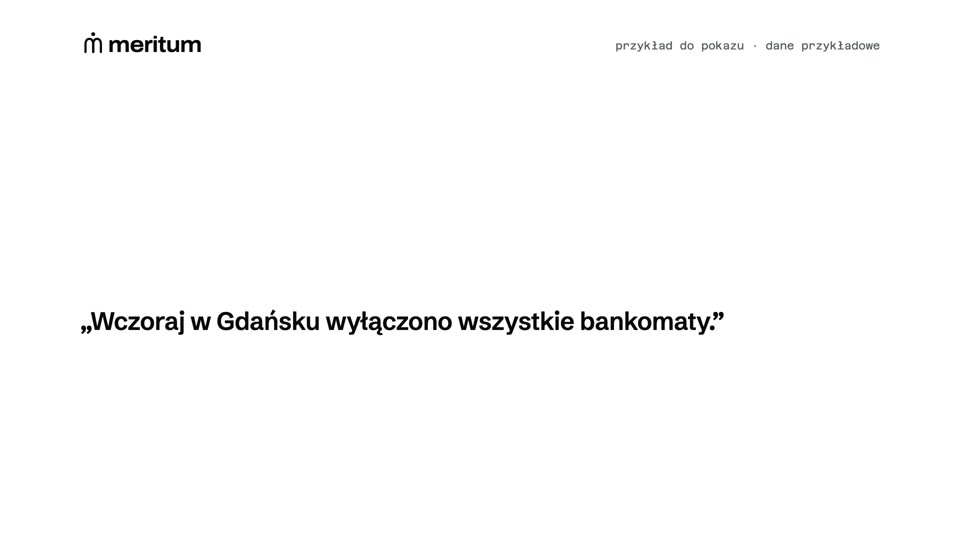 meritum
przykład do pokazu · dane przykładowe
„Wczoraj w Gdańsku wyłączono wszystkie bankomaty.”